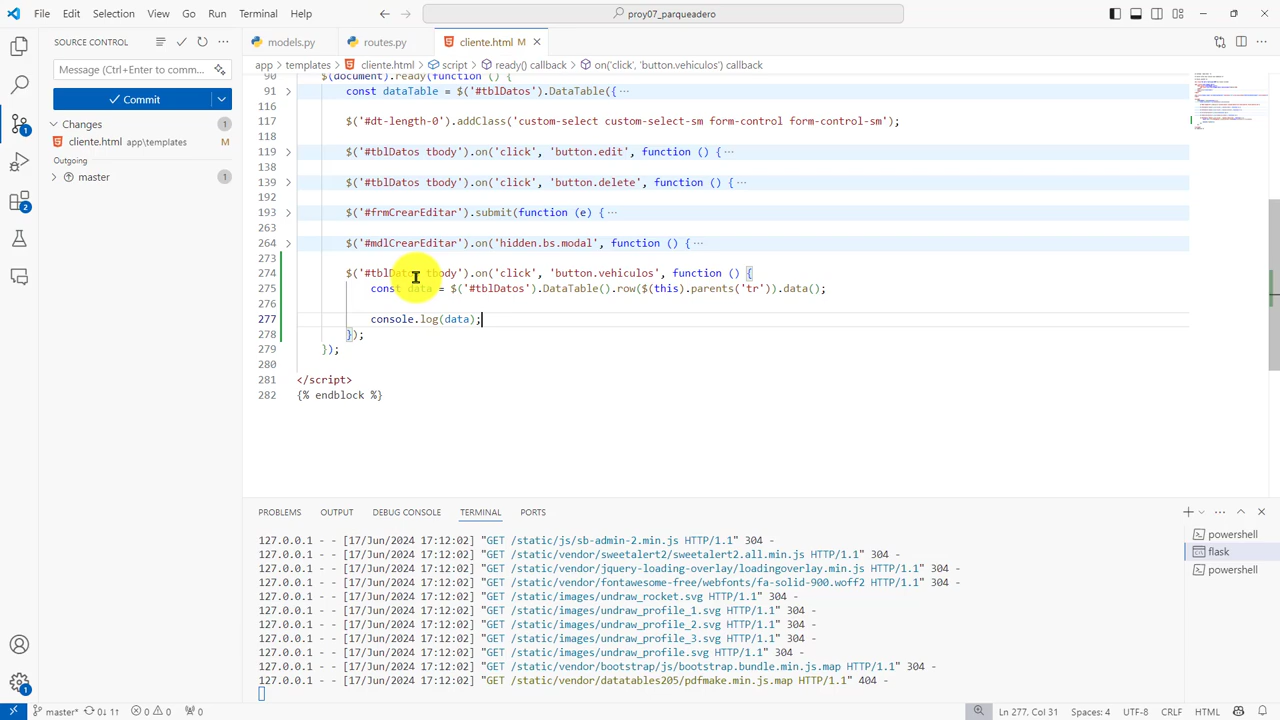 File Edit Selection View Go Run Terminal Help
proy07_parqueadero
SOURCE CONTROL
models.py
routes.py
cliente.html M
app > templates > cliente.html > script > ready() callback > on('click', 'button.vehiculos') callback
Message (Ctrl+Enter to comm...
Commit
Changes 1
cliente.html app\templates M
Outgoing
master 1
90 $(document).ready(function () {
91 const dataTable = $('#tblDatos').DataTable({ ...
116
138
119 $('#tblDatos tbody').on('click', 'button.edit', function () { ...
139 $('#tblDatos tbody').on('click', 'button.delete', function () { ...
192
193 $('#frmCrearEditar').submit(function (e) { ...
263
264 $('#mdlCrearEditar').on('hidden.bs.modal', function () { ...
273
274 $('#tblDatos tbody').on('click', 'button.vehiculos', function () {
275 const data = $('#tblDatos').DataTable().row($(this).parents('tr')).data();
276
277 console.log(data);
278 });
279 });
280
281 </script>
282 {% endblock %}
PROBLEMS OUTPUT DEBUG CONSOLE TERMINAL PORTS
127.0.0.1 - - [17/Jun/2024 17:12:02] "GET /static/js/sb-admin-2.min.js HTTP/1.1" 304 -
127.0.0.1 - - [17/Jun/2024 17:12:02] "GET /static/vendor/sweetalert2/sweetalert2.all.min.js HTTP/1.1" 304 -
127.0.0.1 - - [17/Jun/2024 17:12:02] "GET /static/vendor/jquery-loading-overlay/loadingoverlay.min.js HTTP/1.1" 304 -
127.0.0.1 - - [17/Jun/2024 17:12:02] "GET /static/vendor/fontawesome-free/webfonts/fa-solid-900.woff2 HTTP/1.1" 304 -
127.0.0.1 - - [17/Jun/2024 17:12:02] "GET /static/images/undraw_rocket.svg HTTP/1.1" 304 -
127.0.0.1 - - [17/Jun/2024 17:12:02] "GET /static/images/undraw_profile_1.svg HTTP/1.1" 304 -
127.0.0.1 - - [17/Jun/2024 17:12:02] "GET /static/images/undraw_profile_2.svg HTTP/1.1" 304 -
127.0.0.1 - - [17/Jun/2024 17:12:02] "GET /static/images/undraw_profile_3.svg HTTP/1.1" 304 -
127.0.0.1 - - [17/Jun/2024 17:12:02] "GET /static/images/undraw_profile.svg HTTP/1.1" 304 -
127.0.0.1 - - [17/Jun/2024 17:12:02] "GET /static/vendor/bootstrap/js/bootstrap.bundle.min.js.map HTTP/1.1" 404 -
127.0.0.1 - - [17/Jun/2024 17:12:02] "GET /static/vendor/datatables205/pdfmake.min.js.map HTTP/1.1" 404 -
powershell
flask
powershell
master* 0↓ 1↑ 0 0 0
Ln 277, Col 31 Spaces: 4 UTF-8 CRLF HTML